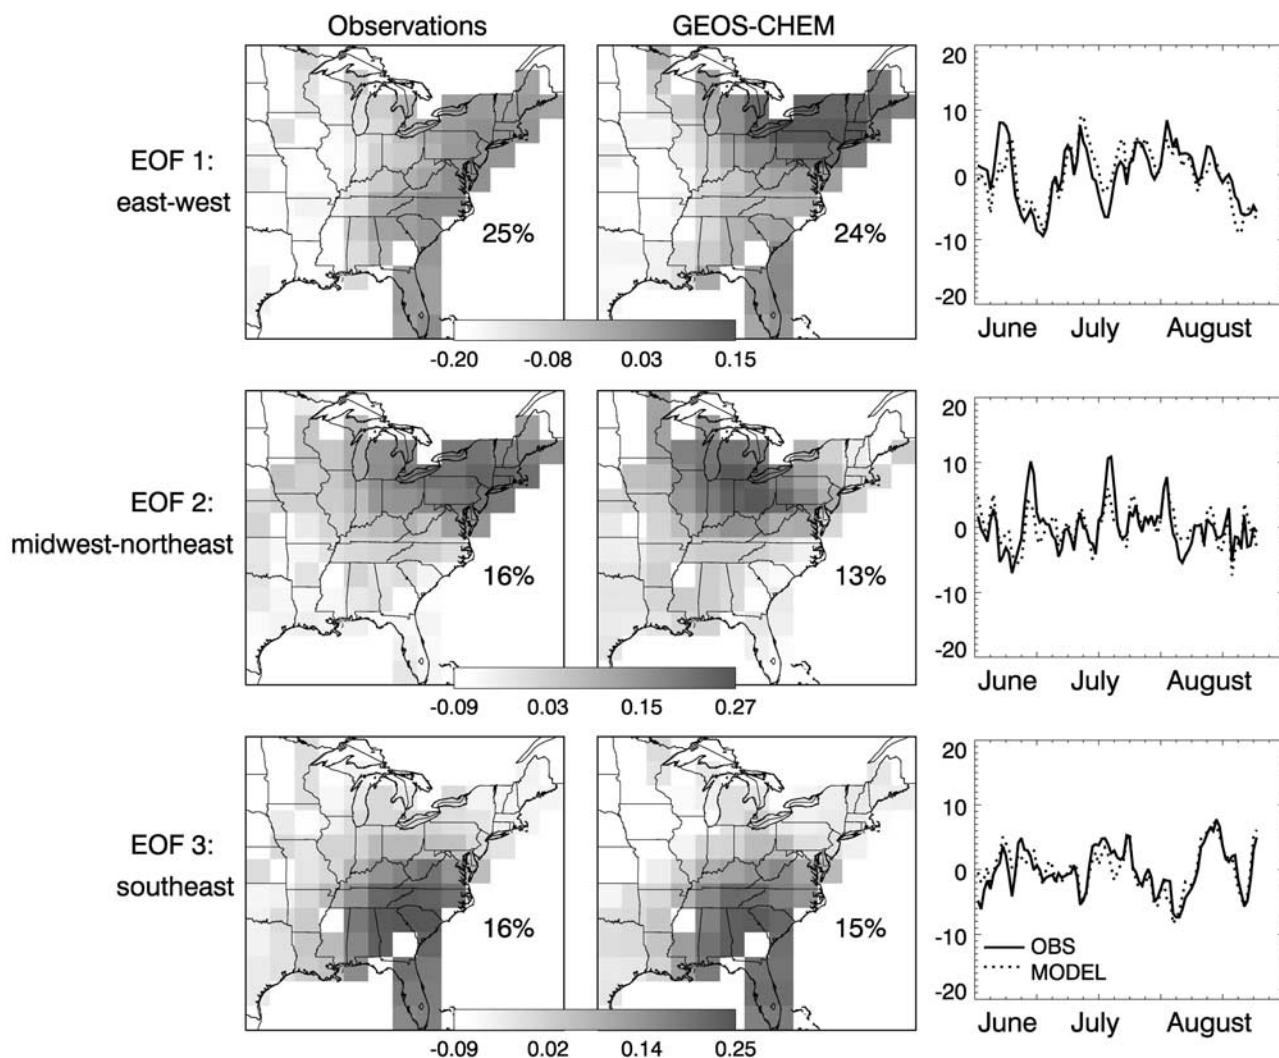 Observations GEOS-CHEM
EOF 1:
east-west
25%
24%
-0.20 -0.08 0.03 0.15
20
10
0
-10
-20
June July August
EOF 2:
midwest-northeast
16%
13%
-0.09 0.03 0.15 0.27
20
10
0
-10
-20
June July August
EOF 3:
southeast
16%
15%
-0.09 0.02 0.14 0.25
20
10
0
-10
-20
OBS
MODEL
June July August